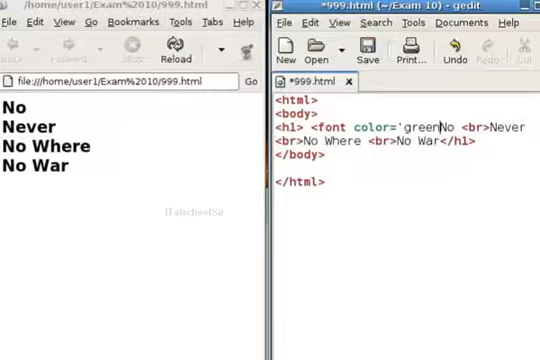 /home/user1/Exam%2010/999.html
File Edit View Go Bookmarks Tools Tabs
Reload
file:///home/user1/Exam%2010/999.html Go
No
Never
No Where
No War
*999.html (~/Exam 10) - gedit
File Edit View Search Tools Documents Help
New Open Save Print... Undo Redo
*999.html
<html>
<body>
<h1> <font color='greenNo <br>Never
<br>No Where <br>No War</h1>
</body>
</html>